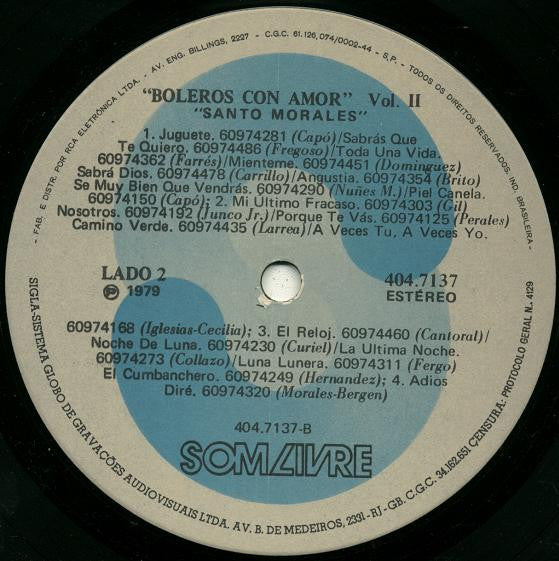 - FAB. E DISTR. POR RCA ELETRÔNICA LTDA. - AV. ENG. BILLINGS, 2227 - C.G.C. 61.126.074/0002-44 - S.P. - TODOS OS DIREITOS RESERVADOS. IND. BRASILEIRA -
"BOLEROS CON AMOR" Vol. II
"SANTO MORALES"
1. Juguete. 60974281 (Capó)/Sabrás Que
Te Quiero. 60974486 (Fregoso)/Toda Una Vida.
60974362 (Farrés)/Mienteme. 60974451 (Dominguez)
Sabrá Dios. 60974478 (Carrillo)/Angustia. 60974354 (Brito)
Se Muy Bien Que Vendrás. 60974290 (Nuñes M.)/Piel Canela.
60974150 (Capó); 2. Mi Ultimo Fracaso. 60974303 (Gil)
Nosotros. 60974192 (Junco Jr.)/Porque Te Vás. 60974125 (Perales)
Camino Verde. 60974435 (Larrea)/A Veces Tu, A Veces Yo.
LADO 2
℗ 1979
404.7137
ESTÉREO
60974168 (Iglesias-Cecilia); 3. El Reloj. 60974460 (Cantoral)/
Noche De Luna. 60974230 (Curiel)/La Ultima Noche.
60974273 (Collazo)/Luna Lunera. 60974311 (Fergo)
El Cumbanchero. 60974249 (Hernandez); 4. Adios
Diré. 60974320 (Morales-Bergen)
404.7137-B
SOM LIVRE
SIGLA-SISTEMA GLOBO DE GRAVAÇÕES AUDIOVISUAIS LTDA. AV. B. DE MEDEIROS, 2331-RJ-GB. C.G.C. 34.162.651 CENSURA: PROTOCOLO GERAL N.- 4129